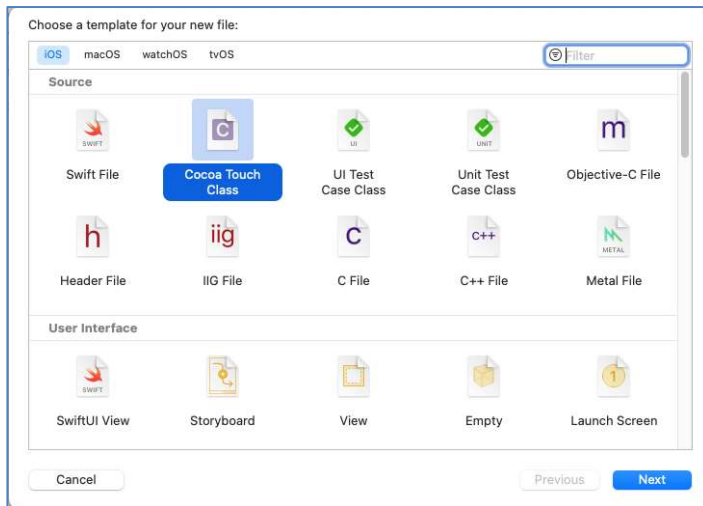 Choose a template for your new file:
iOS macOS watchOS tvOS Filter
Source
SWIFT C UI UNIT m
Swift File Cocoa Touch Class UI Test Case Class Unit Test Case Class Objective-C File
h iig C C++ METAL
Header File IIG File C File C++ File Metal File
User Interface
SWIFT 1
SwiftUI View Storyboard View Empty Launch Screen
Cancel Previous Next